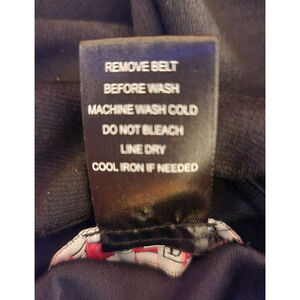 REMOVE BELT
BEFORE WASH
MACHINE WASH COLD
DO NOT BLEACH
LINE DRY
COOL IRON IF NEEDED